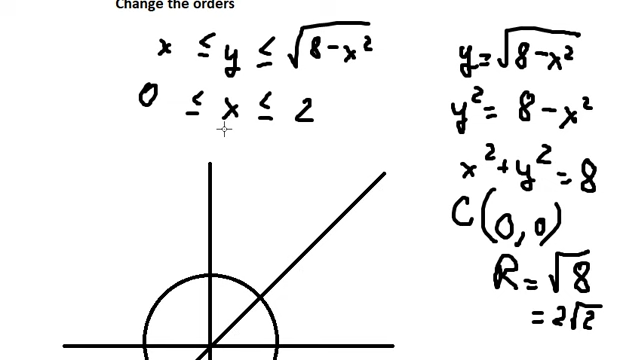 Change the orders
x ≤ y ≤ √(8-x²)
0 ≤ x ≤ 2
y=√(8-x²)
y² = 8-x²
x²+y²=8
C(0,0)
R=√8
=2√2